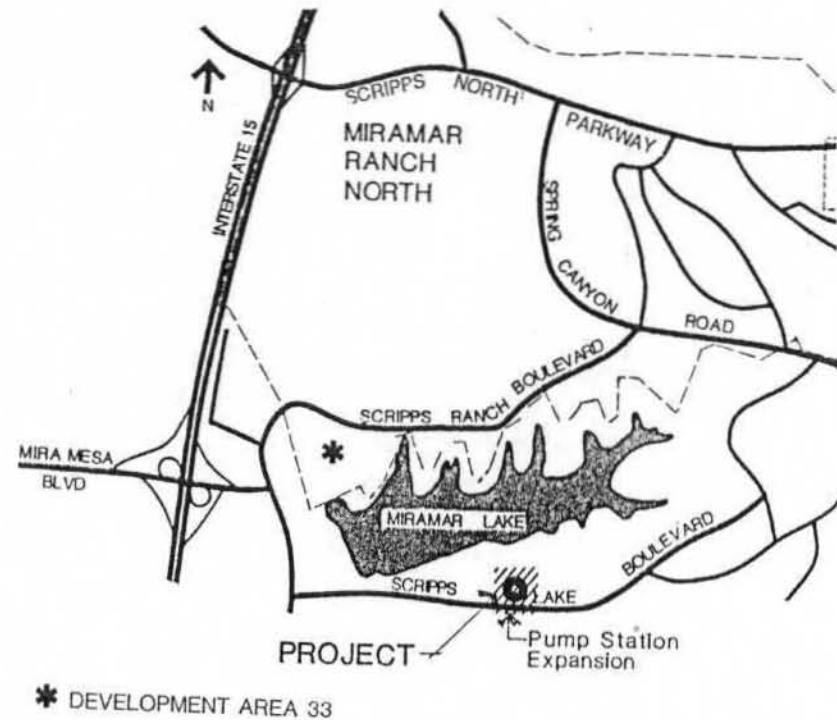 SCRIPPS NORTH
PARKWAY
N
MIRAMAR
RANCH
NORTH
INTERSTATE 15
SPRING
CANYON
ROAD
SCRIPPS RANCH BOULEVARD
MIRA MESA
BLVD
MIRAMAR LAKE
SCRIPPS LAKE BOULEVARD
PROJECT
Pump Station
Expansion
* DEVELOPMENT AREA 33